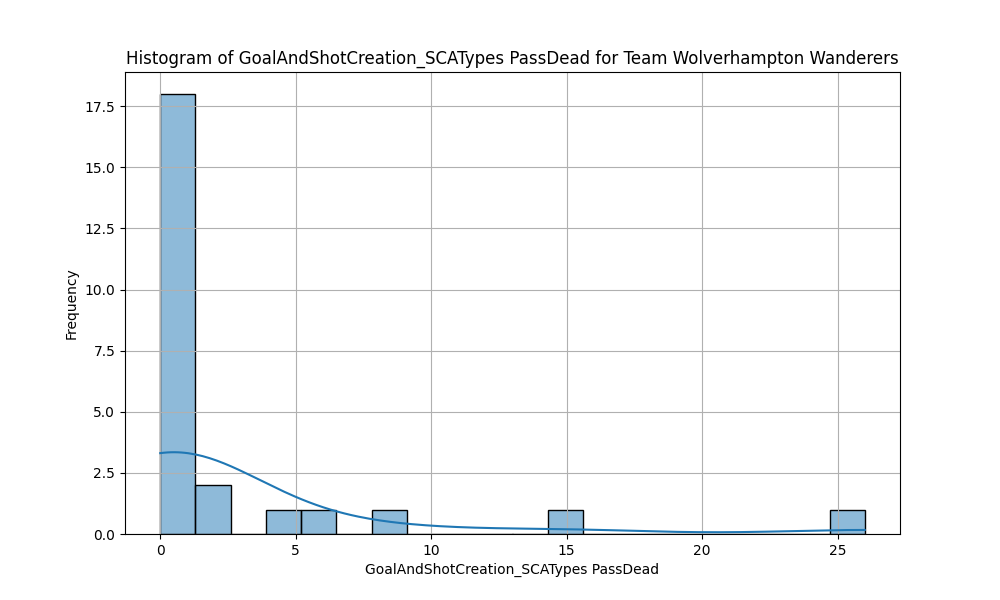 Histogram of GoalAndShotCreation_SCATypes PassDead for Team Wolverhampton Wanderers
17.5
15.0
12.5
10.0
7.5
5.0
2.5
0.0
Frequency
0 5 10 15 20 25
GoalAndShotCreation_SCATypes PassDead